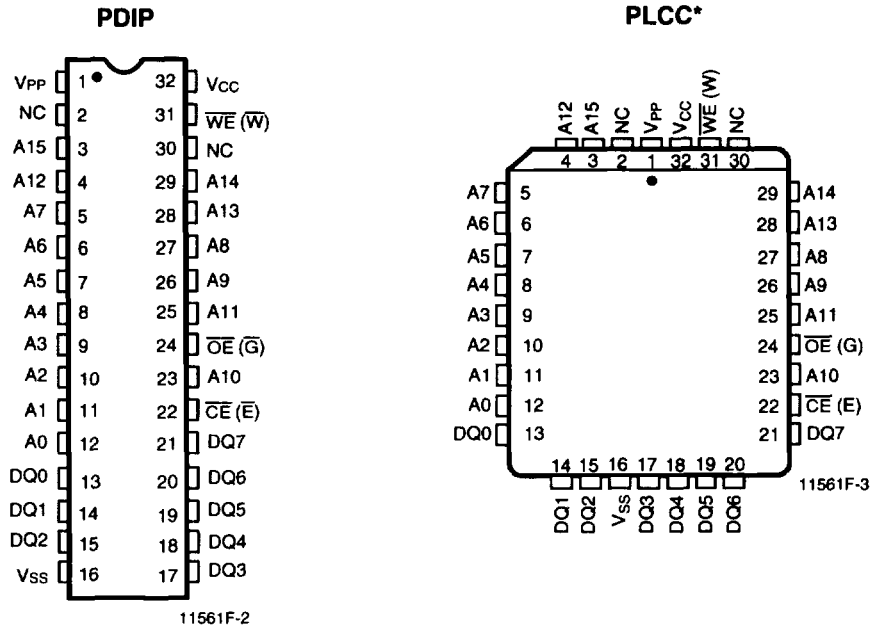 PDIP
VPP 1 32 VCC
NC 2 31 W̅E̅ (W̅)
A15 3 30 NC
A12 4 29 A14
A7 5 28 A13
A6 6 27 A8
A5 7 26 A9
A4 8 25 A11
A3 9 24 O̅E̅ (G̅)
A2 10 23 A10
A1 11 22 C̅E̅ (E̅)
A0 12 21 DQ7
DQ0 13 20 DQ6
DQ1 14 19 DQ5
DQ2 15 18 DQ4
VSS 16 17 DQ3
11561F-2
PLCC*
A12 A15 NC VPP VCC W̅E̅ (W) NC
4 3 2 1 32 31 30
A7 5 29 A14
A6 6 28 A13
A5 7 27 A8
A4 8 26 A9
A3 9 25 A11
A2 10 24 O̅E̅ (G)
A1 11 23 A10
A0 12 22 C̅E̅ (E)
DQ0 13 21 DQ7
14 15 16 17 18 19 20
DQ1 DQ2 VSS DQ3 DQ4 DQ5 DQ6
11561F-3